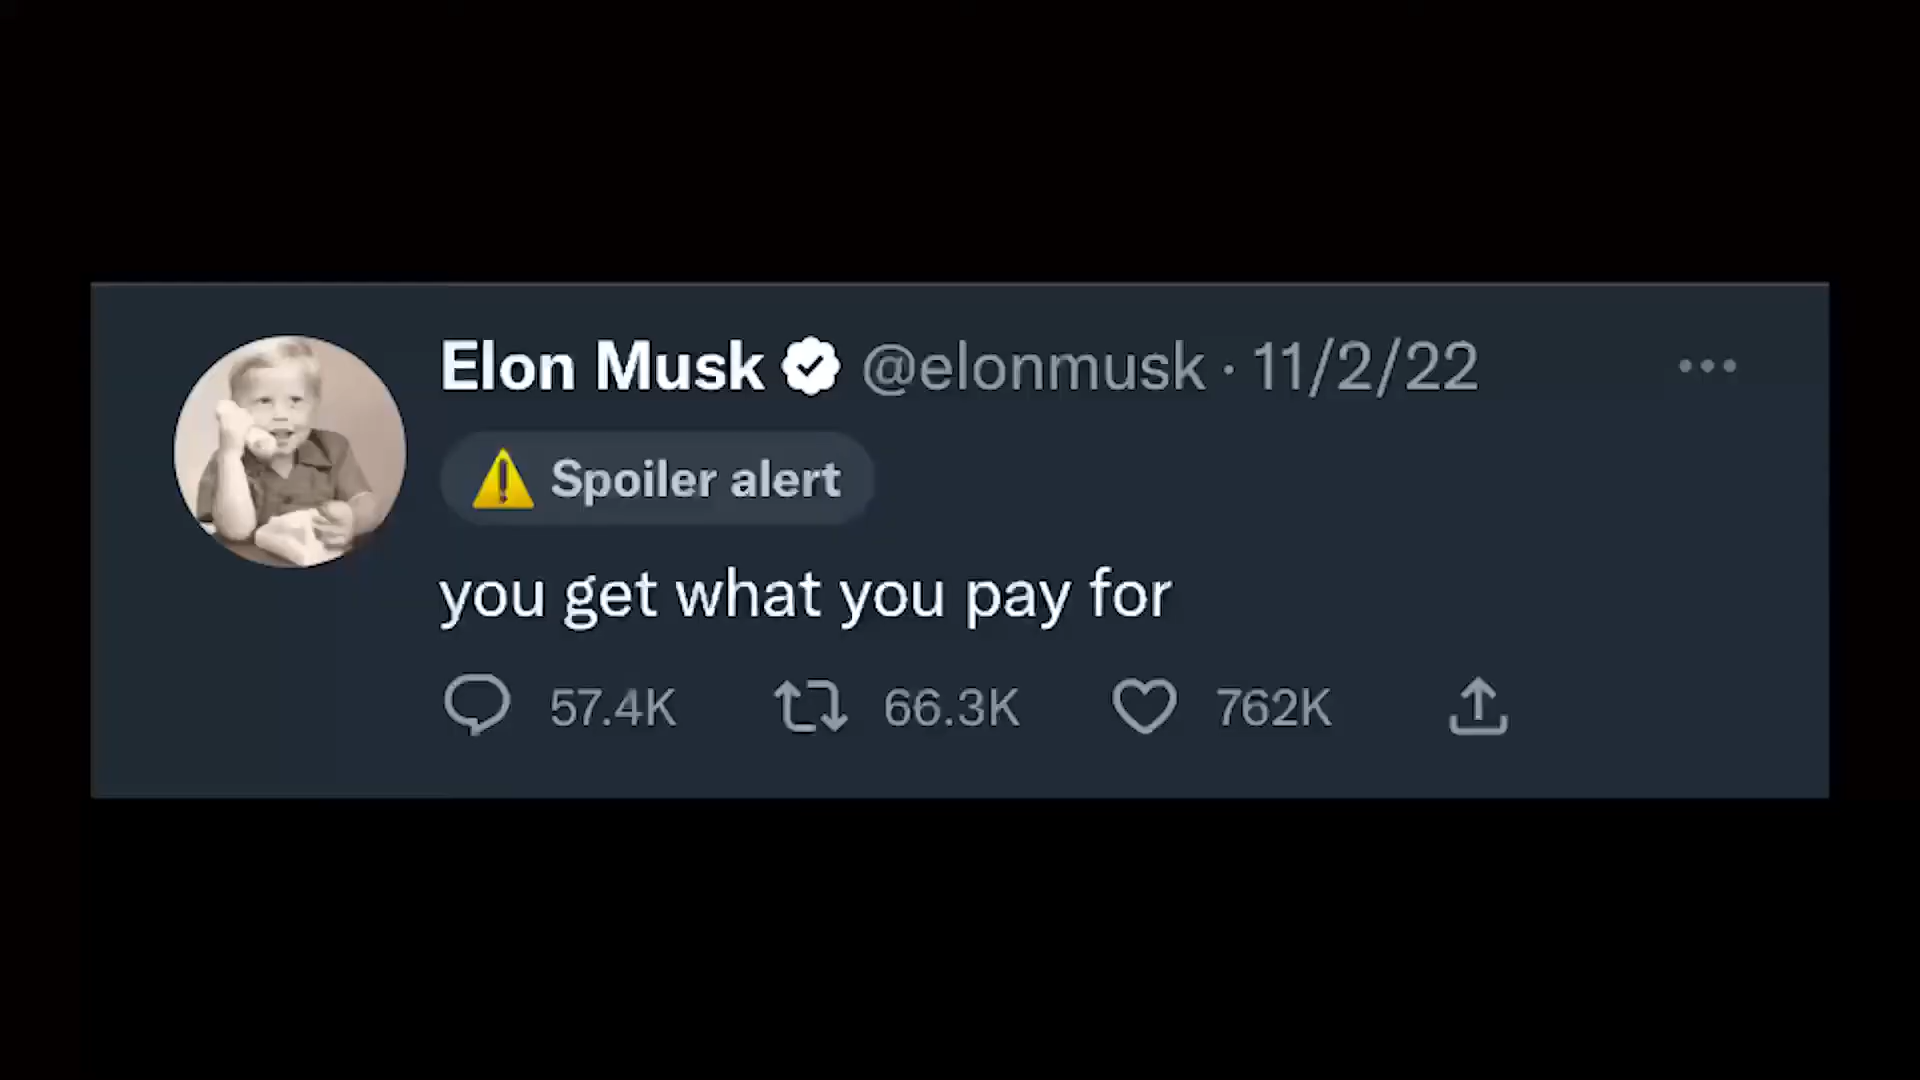 Elon Musk @elonmusk · 11/2/22
⚠️ Spoiler alert
you get what you pay for
57.4K 66.3K 762K